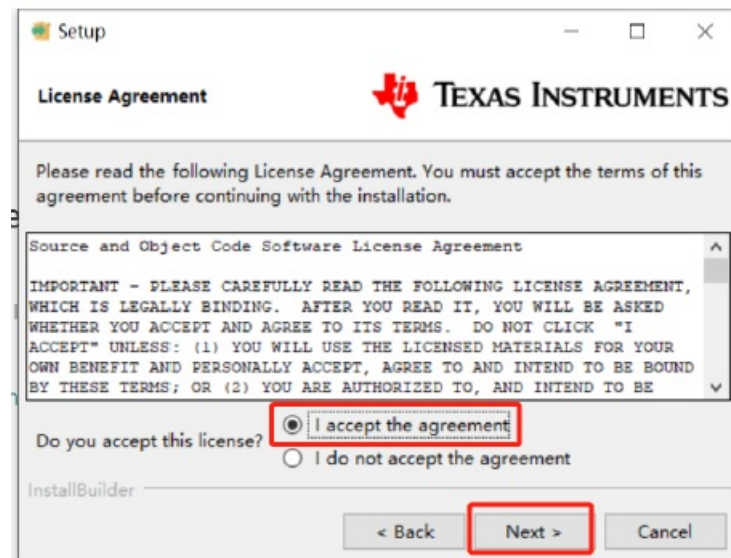 Setup
License Agreement
TEXAS INSTRUMENTS
Please read the following License Agreement. You must accept the terms of this
agreement before continuing with the installation.
Source and Object Code Software License Agreement
IMPORTANT - PLEASE CAREFULLY READ THE FOLLOWING LICENSE AGREEMENT,
WHICH IS LEGALLY BINDING. AFTER YOU READ IT, YOU WILL BE ASKED
WHETHER YOU ACCEPT AND AGREE TO ITS TERMS. DO NOT CLICK "I
ACCEPT" UNLESS: (1) YOU WILL USE THE LICENSED MATERIALS FOR YOUR
OWN BENEFIT AND PERSONALLY ACCEPT, AGREE TO AND INTEND TO BE BOUND
BY THESE TERMS; OR (2) YOU ARE AUTHORIZED TO, AND INTEND TO BE
Do you accept this license?
I accept the agreement
I do not accept the agreement
InstallBuilder
< Back
Next >
Cancel